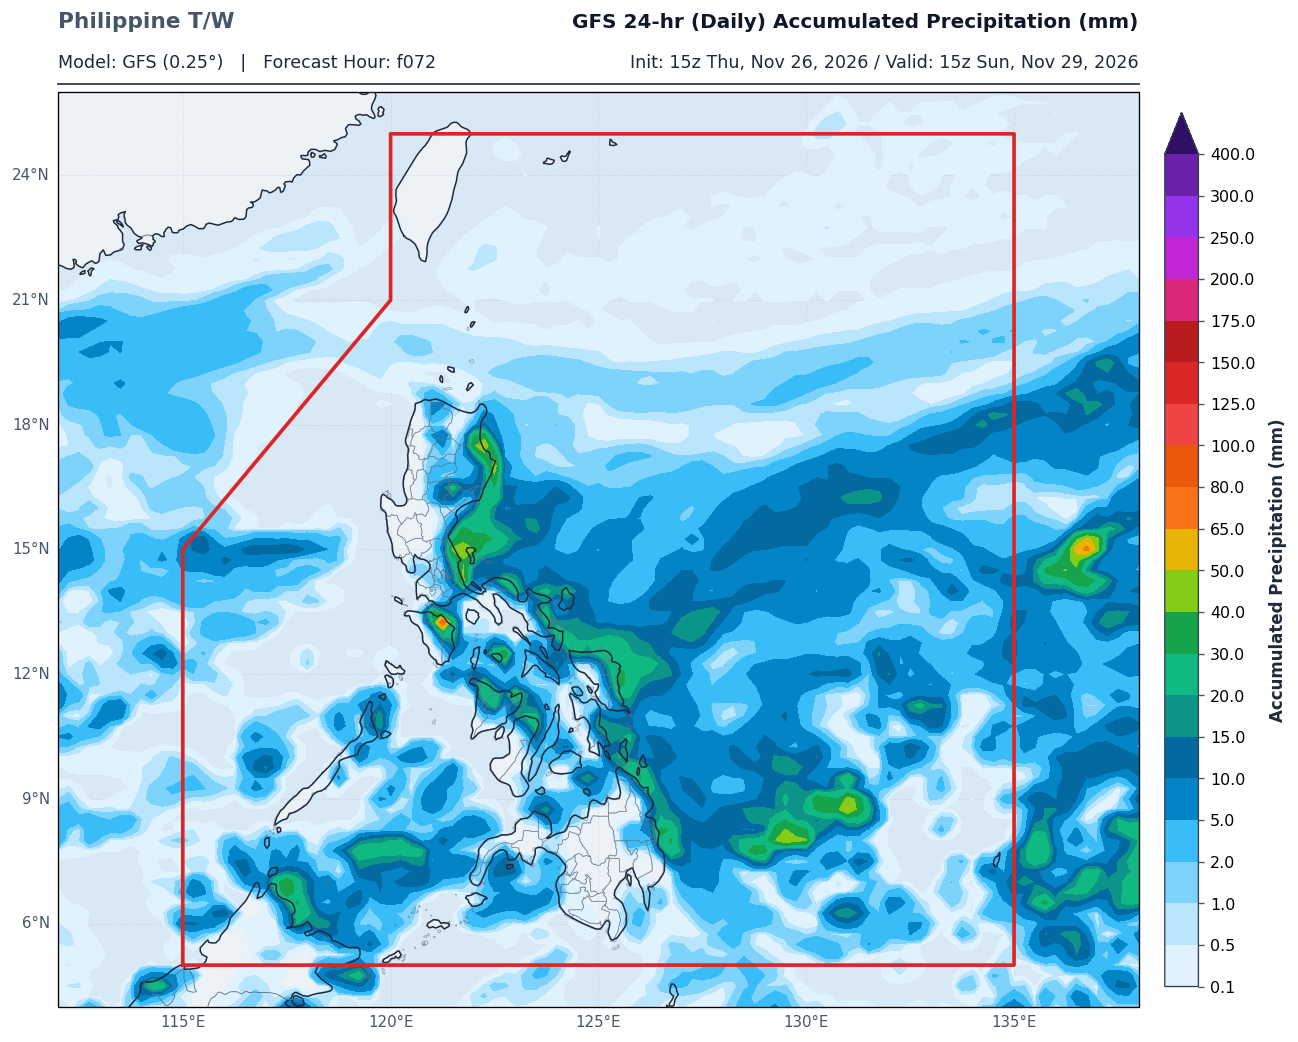 Philippine T/W
GFS 24-hr (Daily) Accumulated Precipitation (mm)
Model: GFS (0.25°)   |   Forecast Hour: f072
Init: 15z Thu, Nov 26, 2026 / Valid: 15z Sun, Nov 29, 2026
24°N
21°N
18°N
15°N
12°N
9°N
6°N
115°E
120°E
125°E
130°E
135°E
400.0
300.0
250.0
200.0
175.0
150.0
125.0
100.0
80.0
65.0
50.0
40.0
30.0
20.0
15.0
10.0
5.0
2.0
1.0
0.5
0.1
Accumulated Precipitation (mm)